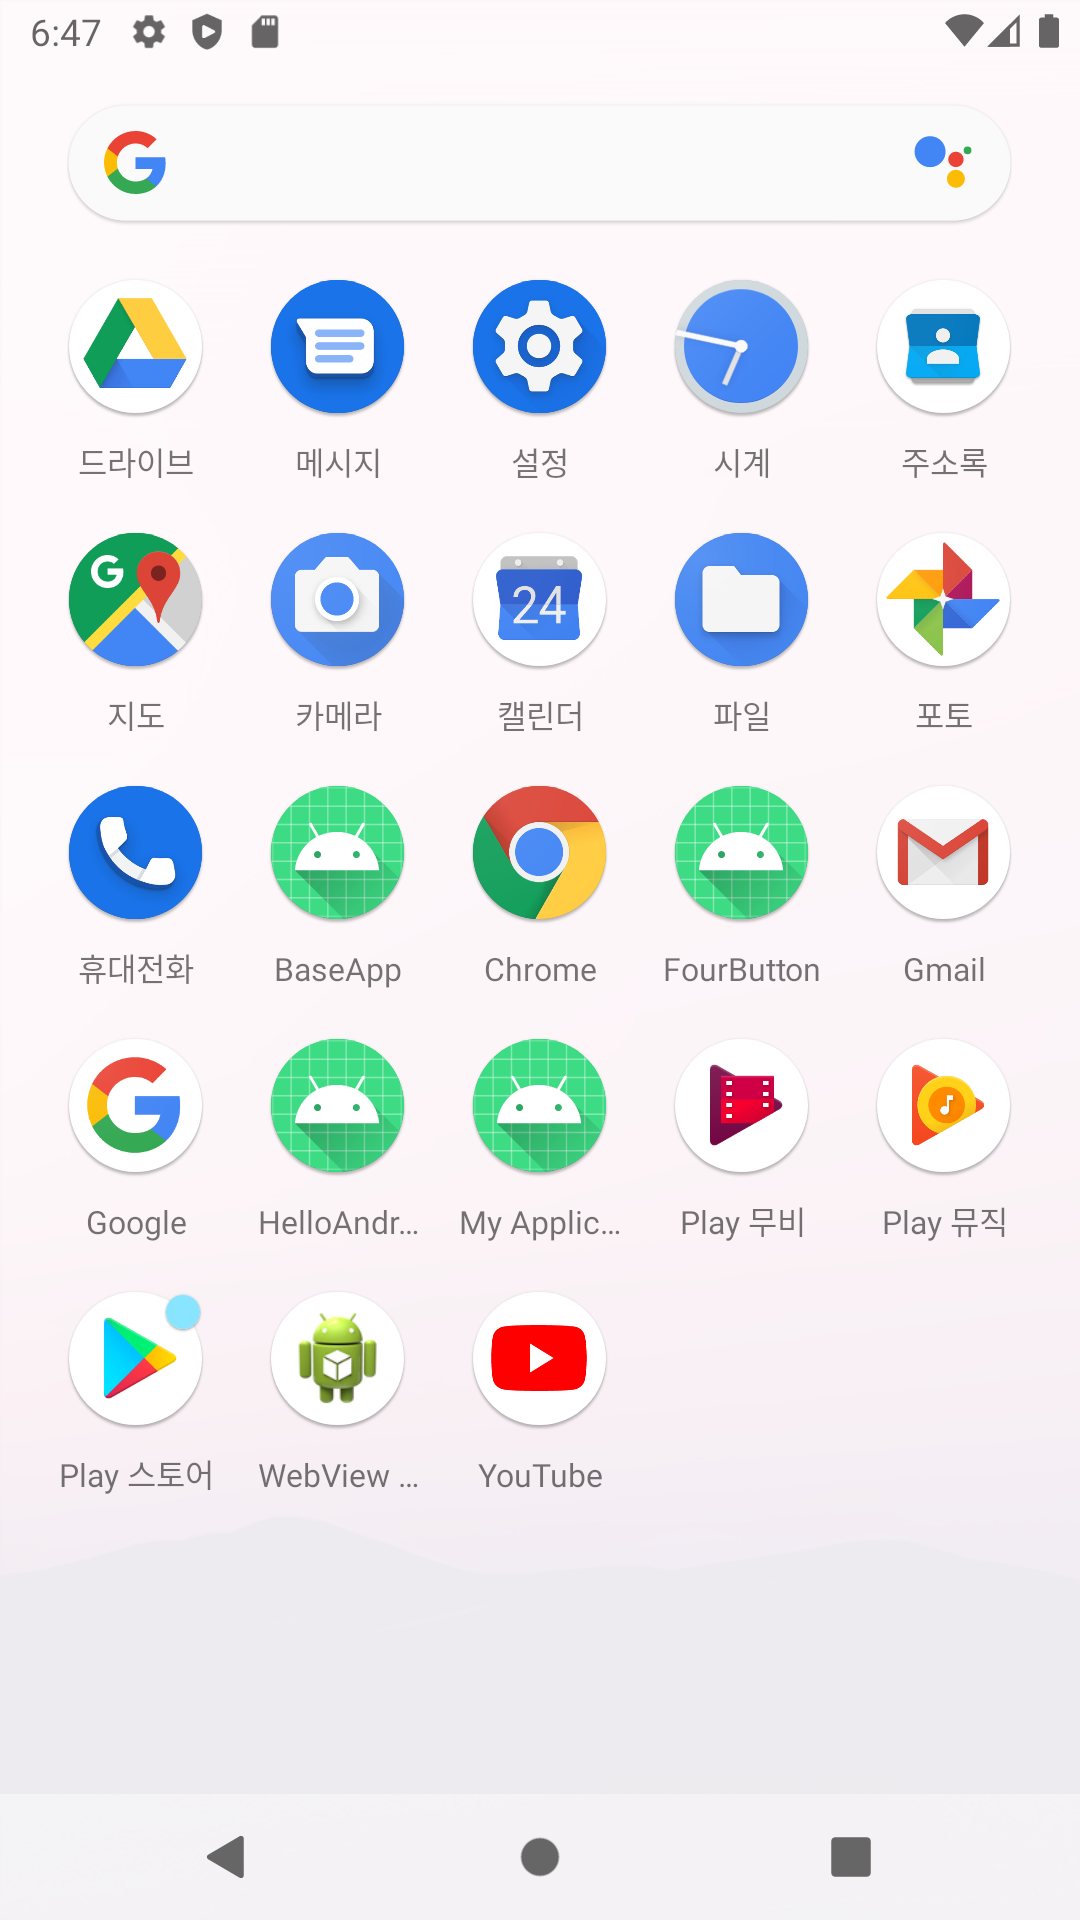 6:47
드라이브 메시지 설정 시계 주소록
24
지도 카메라 캘린더 파일 포토
휴대전화 BaseApp Chrome FourButton Gmail
Google HelloAndr... My Applic... Play 무비 Play 뮤직
Play 스토어 WebView ... YouTube